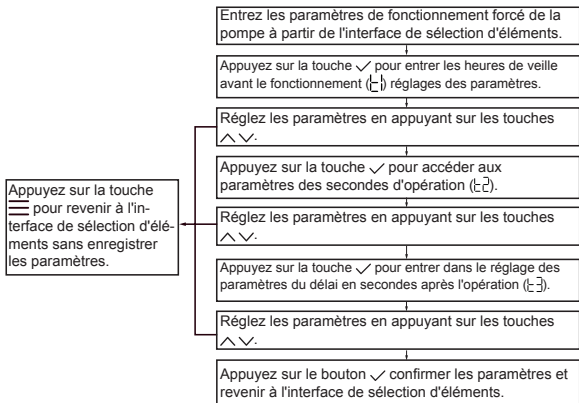 Entrez les paramètres de fonctionnement forcé de la
pompe à partir de l'interface de sélection d'éléments.
Appuyez sur la touche ✓ pour entrer les heures de veille
avant le fonctionnement (t1) réglages des paramètres.
Réglez les paramètres en appuyant sur les touches
∧ ∨.
Appuyez sur la touche ✓ pour accéder aux
paramètres des secondes d'opération (t2).
Appuyez sur la touche
☰ pour revenir à l'in-
terface de sélection d'élé-
ments sans enregistrer
les paramètres.
Réglez les paramètres en appuyant sur les touches
∧ ∨.
Appuyez sur la touche ✓ pour entrer dans le réglage des
paramètres du délai en secondes après l'opération (t3).
Réglez les paramètres en appuyant sur les touches
∧ ∨.
Appuyez sur le bouton ✓ confirmer les paramètres et
revenir à l'interface de sélection d'éléments.